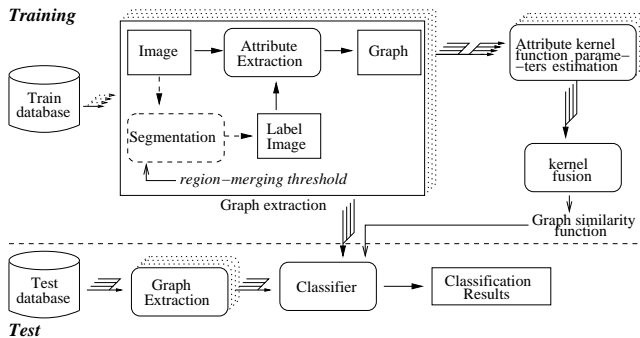 Training
Image
Attribute
Extraction
Graph
Attribute kernel
function parame-
-ters estimation
Train
database
Segmentation
Label
Image
region-merging threshold
Graph extraction
kernel
fusion
Graph similarity
function
Test
database
Graph
Extraction
Classifier
Classification
Results
Test